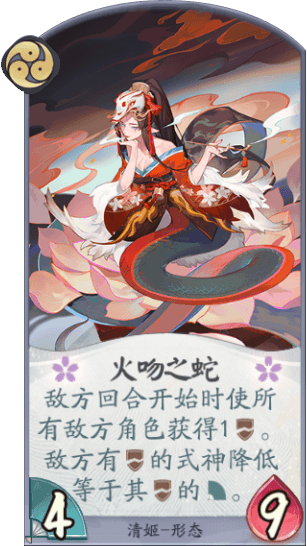 火吻之蛇
敌方回合开始时使所
有敌方角色获得1。
敌方有的式神降低
等于其的。
4
清姬-形态
9